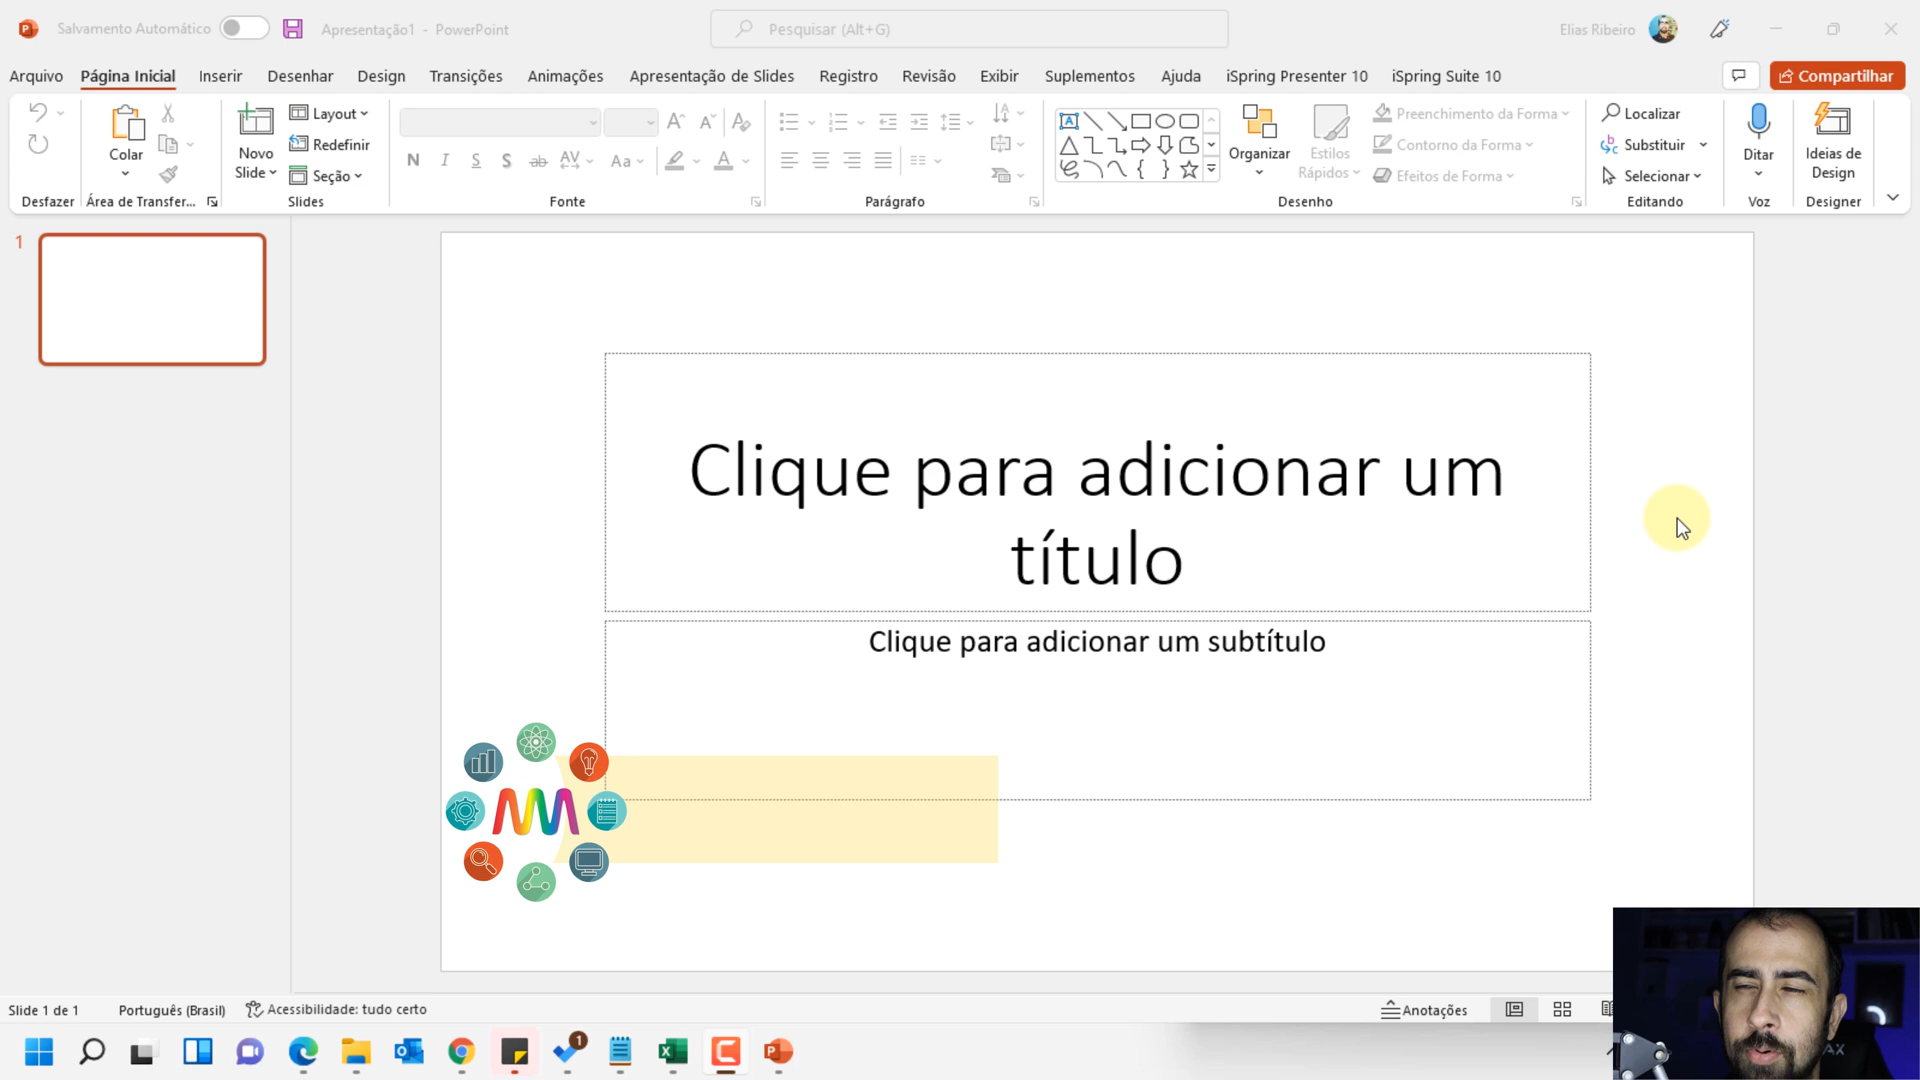 Salvamento Automático
Apresentação1 - PowerPoint
Pesquisar (Alt+G)
Elias Ribeiro
Arquivo Página Inicial Inserir Desenhar Design Transições Animações Apresentação de Slides Registro Revisão Exibir Suplementos Ajuda iSpring Presenter 10 iSpring Suite 10
Compartilhar
Desfazer
Colar
Área de Transfer...
Novo
Slide
Layout
Redefinir
Seção
Slides
N I S S ab AV Aa A
Fonte
Parágrafo
Organizar
Estilos
Rápidos
Preenchimento da Forma
Contorno da Forma
Efeitos de Forma
Desenho
Localizar
Substituir
Selecionar
Editando
Ditar
Voz
Ideias de
Design
Designer
1
Clique para adicionar um
título
Clique para adicionar um subtítulo
Slide 1 de 1
Português (Brasil)
Acessibilidade: tudo certo
Anotações
1